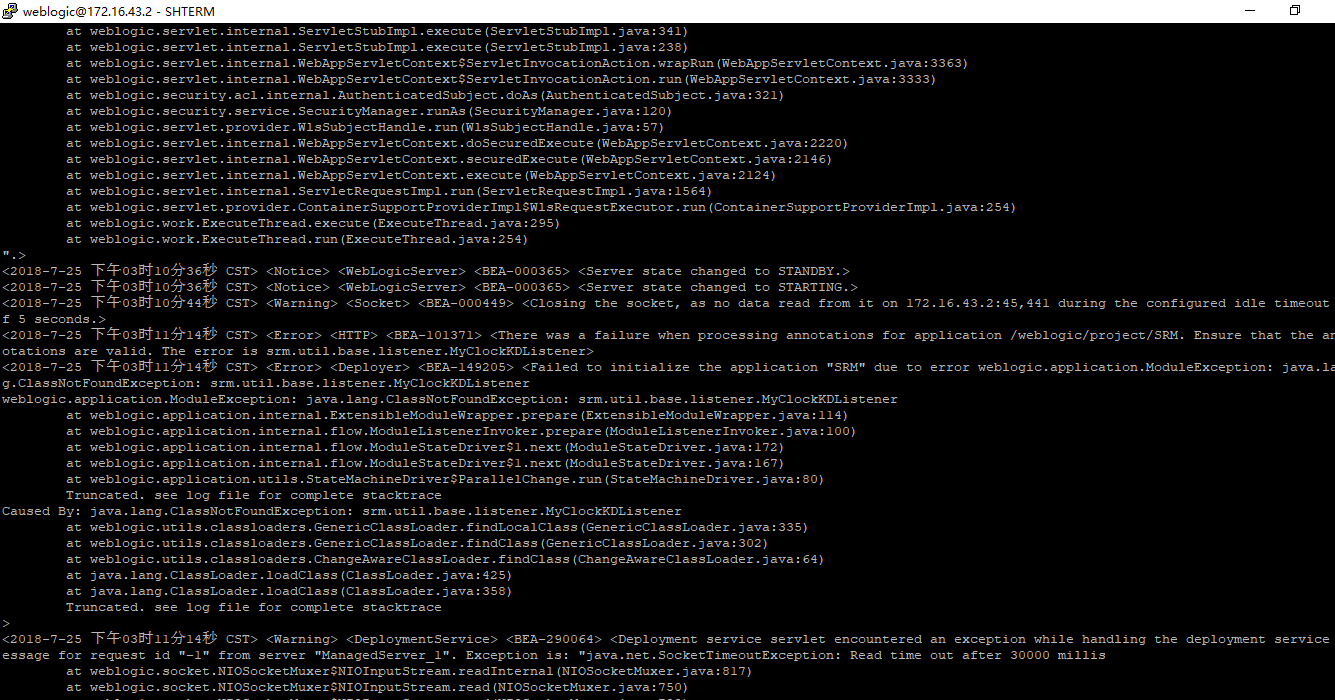 weblogic@172.16.43.2 - SHTERM
at weblogic.servlet.internal.ServletStubImpl.execute(ServletStubImpl.java:341)
at weblogic.servlet.internal.ServletStubImpl.execute(ServletStubImpl.java:238)
at weblogic.servlet.internal.WebAppServletContext$ServletInvocationAction.wrapRun(WebAppServletContext.java:3363)
at weblogic.servlet.internal.WebAppServletContext$ServletInvocationAction.run(WebAppServletContext.java:3333)
at weblogic.security.acl.internal.AuthenticatedSubject.doAs(AuthenticatedSubject.java:321)
at weblogic.security.service.SecurityManager.runAs(SecurityManager.java:120)
at weblogic.servlet.provider.WlsSubjectHandle.run(WlsSubjectHandle.java:57)
at weblogic.servlet.internal.WebAppServletContext.doSecuredExecute(WebAppServletContext.java:2220)
at weblogic.servlet.internal.WebAppServletContext.securedExecute(WebAppServletContext.java:2146)
at weblogic.servlet.internal.WebAppServletContext.execute(WebAppServletContext.java:2124)
at weblogic.servlet.internal.ServletRequestImpl.run(ServletRequestImpl.java:1564)
at weblogic.servlet.provider.ContainerSupportProviderImpl$WlsRequestExecutor.run(ContainerSupportProviderImpl.java:254)
at weblogic.work.ExecuteThread.execute(ExecuteThread.java:295)
at weblogic.work.ExecuteThread.run(ExecuteThread.java:254)
".>
<2018-7-25 下午03时10分36秒 CST> <Notice> <WebLogicServer> <BEA-000365> <Server state changed to STANDBY.>
<2018-7-25 下午03时10分36秒 CST> <Notice> <WebLogicServer> <BEA-000365> <Server state changed to STARTING.>
<2018-7-25 下午03时10分44秒 CST> <Warning> <Socket> <BEA-000449> <Closing the socket, as no data read from it on 172.16.43.2:45,441 during the configured idle timeout
f 5 seconds.>
<2018-7-25 下午03时11分14秒 CST> <Error> <HTTP> <BEA-101371> <There was a failure when processing annotations for application /weblogic/project/SRM. Ensure that the an
otations are valid. The error is srm.util.base.listener.MyClockKDListener>
<2018-7-25 下午03时11分14秒 CST> <Error> <Deployer> <BEA-149205> <Failed to initialize the application "SRM" due to error weblogic.application.ModuleException: java.la
g.ClassNotFoundException: srm.util.base.listener.MyClockKDListener
weblogic.application.ModuleException: java.lang.ClassNotFoundException: srm.util.base.listener.MyClockKDListener
at weblogic.application.internal.ExtensibleModuleWrapper.prepare(ExtensibleModuleWrapper.java:114)
at weblogic.application.internal.flow.ModuleListenerInvoker.prepare(ModuleListenerInvoker.java:100)
at weblogic.application.internal.flow.ModuleStateDriver$1.next(ModuleStateDriver.java:172)
at weblogic.application.internal.flow.ModuleStateDriver$1.next(ModuleStateDriver.java:167)
at weblogic.application.utils.StateMachineDriver$ParallelChange.run(StateMachineDriver.java:80)
Truncated. see log file for complete stacktrace
Caused By: java.lang.ClassNotFoundException: srm.util.base.listener.MyClockKDListener
at weblogic.utils.classloaders.GenericClassLoader.findLocalClass(GenericClassLoader.java:335)
at weblogic.utils.classloaders.GenericClassLoader.findClass(GenericClassLoader.java:302)
at weblogic.utils.classloaders.ChangeAwareClassLoader.findClass(ChangeAwareClassLoader.java:64)
at java.lang.ClassLoader.loadClass(ClassLoader.java:425)
at java.lang.ClassLoader.loadClass(ClassLoader.java:358)
Truncated. see log file for complete stacktrace
>
<2018-7-25 下午03时11分14秒 CST> <Warning> <DeploymentService> <BEA-290064> <Deployment service servlet encountered an exception while handling the deployment service
essage for request id "-1" from server "ManagedServer_1". Exception is: "java.net.SocketTimeoutException: Read time out after 30000 millis
at weblogic.socket.NIOSocketMuxer$NIOInputStream.readInternal(NIOSocketMuxer.java:817)
at weblogic.socket.NIOSocketMuxer$NIOInputStream.read(NIOSocketMuxer.java:750)